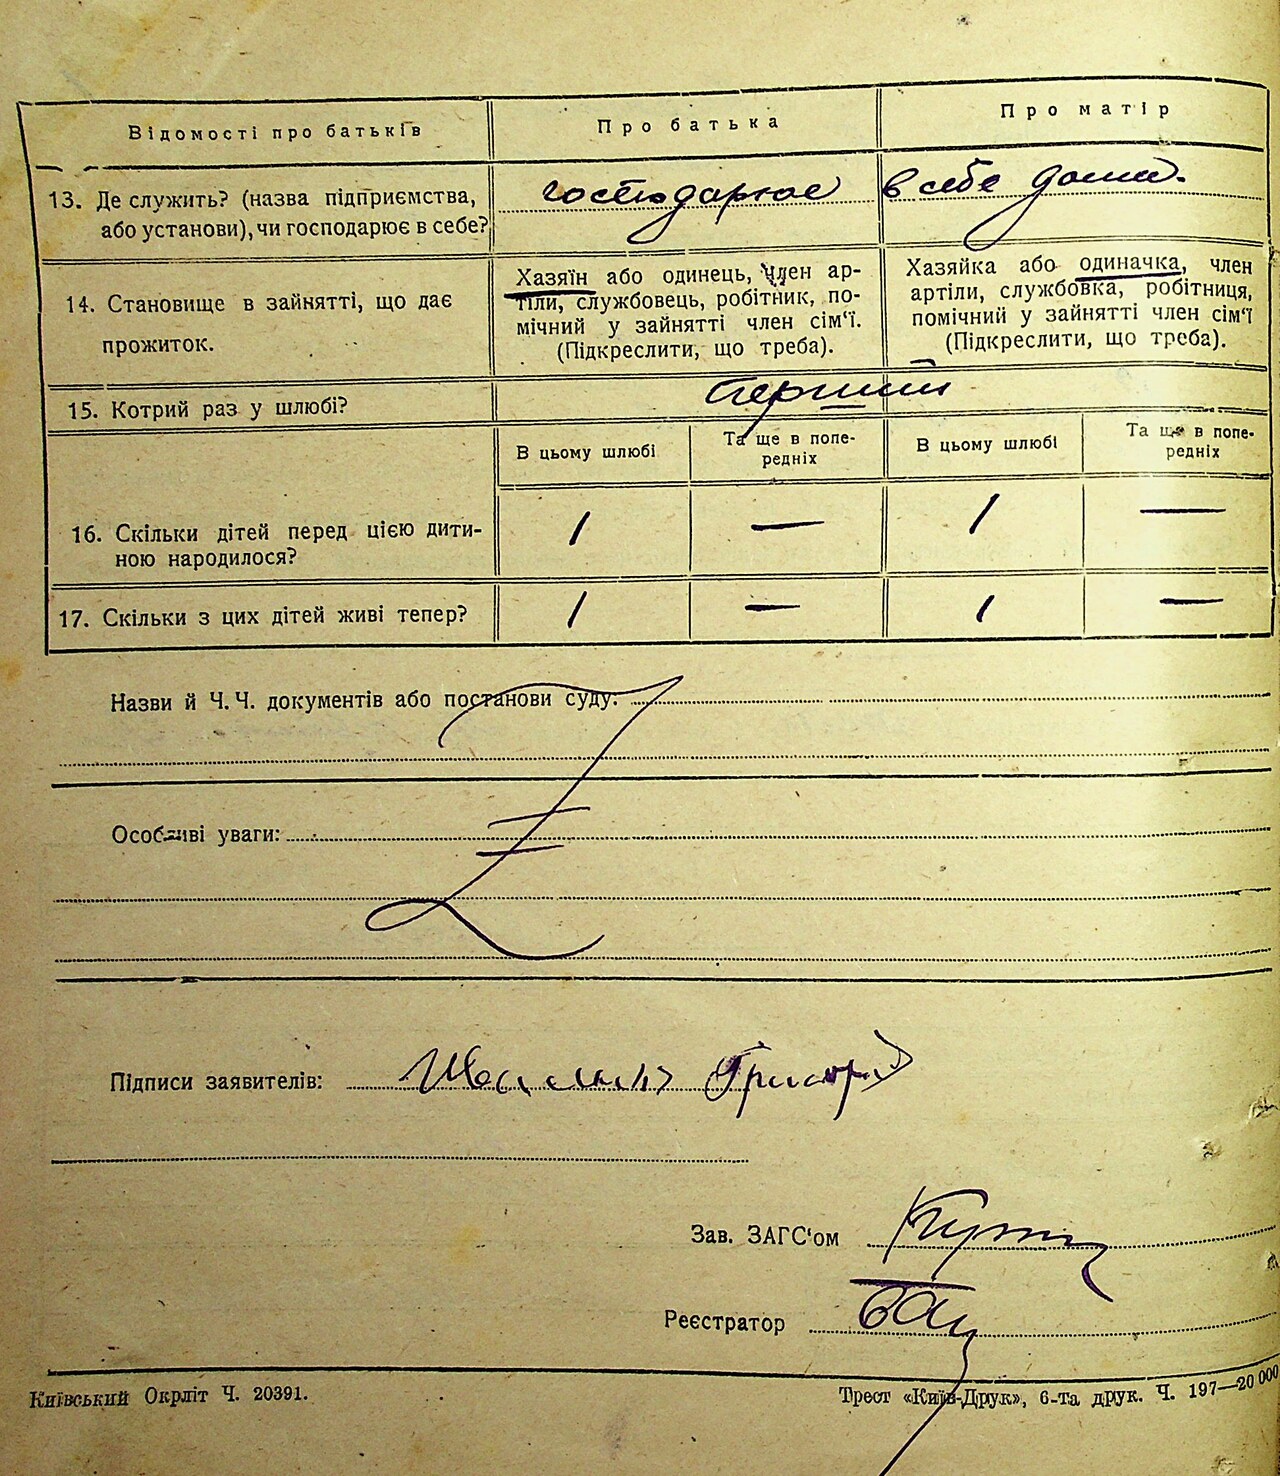 Відомості про батьків
Про батька
Про матір
13. Де служить? (назва підприємства,
або установи), чи господарює в себе?
господарює
в себе дома.
14. Становище в зайнятті, що дає
прожиток.
Хазяїн або одинець, член ар-
тіли, службовець, робітник, по-
мічний у зайнятті член сім‘ї.
(Підкреслити, що треба).
Хазяйка або одиначка, член
артіли, службовка, робітниця,
помічний у зайнятті член сім‘ї
(Підкреслити, що треба).
15. Котрий раз у шлюбі?
перший
В цьому шлюбі
Та ще в попе-
редніх
В цьому шлюбі
Та ще в попе-
редніх
16. Скільки дітей перед цією дити-
ною народилося?
1 — 1 —
17. Скільки з цих дітей живі тепер?
1 — 1 —
Назви й Ч. Ч. документів або постанови суду:
Особливі уваги:
Підписи заявителів:
Зав. ЗАГС‘ом
Реєстратор
Київський Окрліт Ч. 20391.
Трест «Київ-Друк», 6-та друк. Ч. 197—20 000